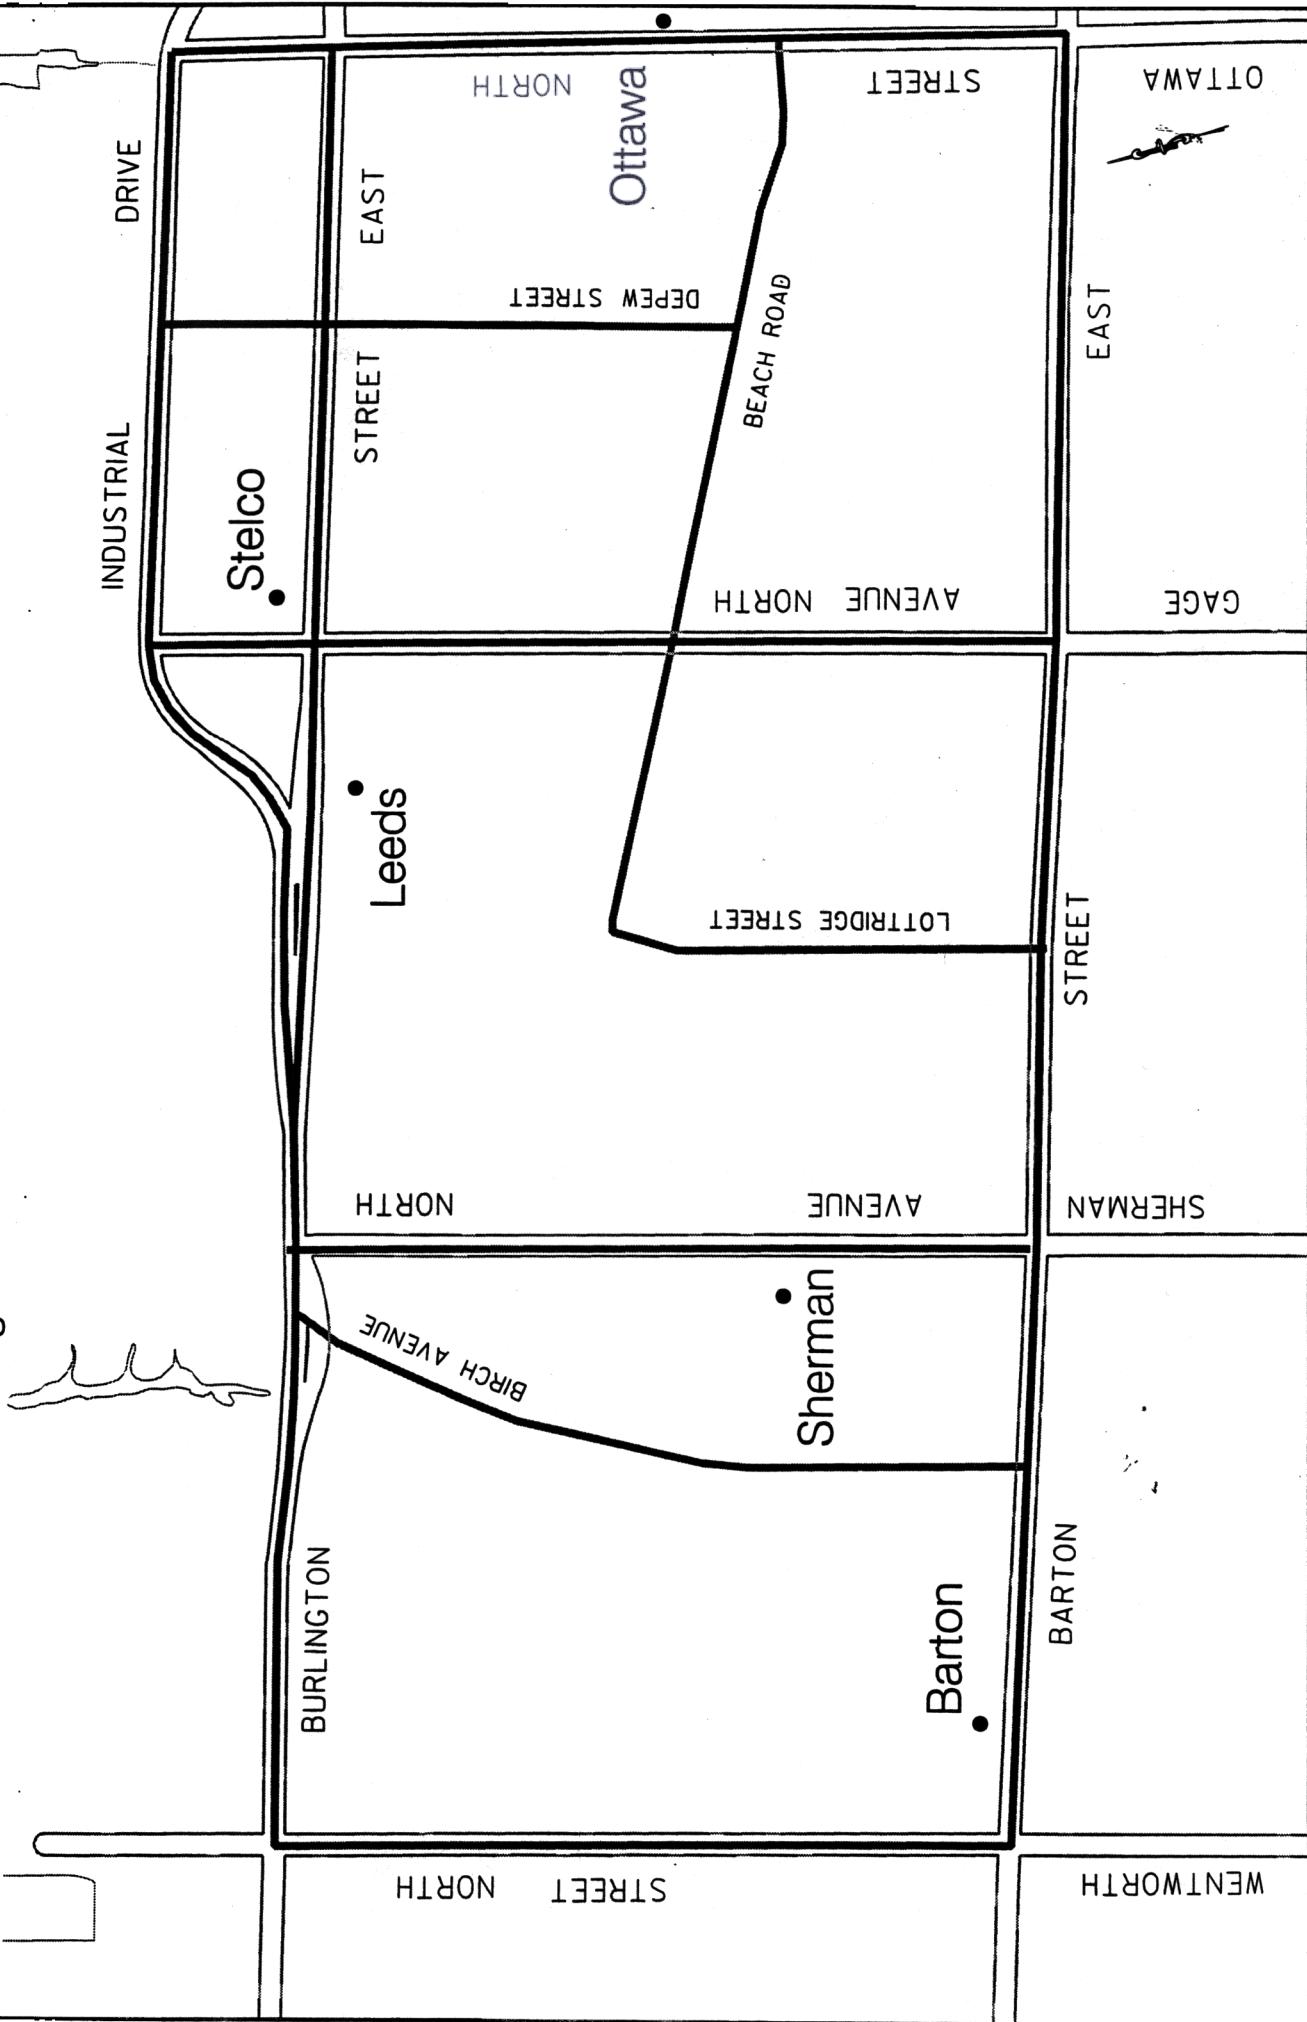 OTTAWA
STREET
NORTH
Ottawa
DRIVE
INDUSTRIAL
EAST
STREET
DEPEW STREET
BEACH ROAD
EAST
Stelco
GAGE
AVENUE NORTH
Leeds
LOTTRIDGE STREET
STREET
SHERMAN
AVENUE
NORTH
BIRCH AVENUE
Sherman
BURLINGTON
Barton
BARTON
WENTWORTH
STREET
NORTH